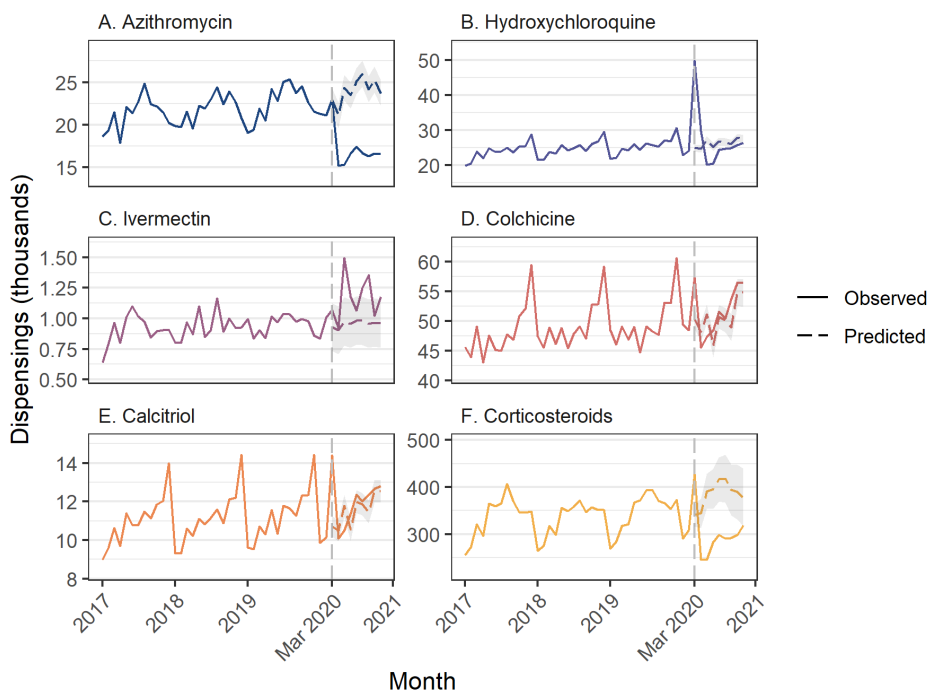 A. Azithromycin
B. Hydroxychloroquine
25
20
15
50
40
30
20
C. Ivermectin
D. Colchicine
1.50
1.25
1.00
0.75
0.50
60
55
50
45
40
E. Calcitriol
F. Corticosteroids
14
12
10
8
500
400
300
2017
2018
2019
Mar 2020
2021
2017
2018
2019
Mar 2020
2021
Month
Dispensings (thousands)
Observed
Predicted